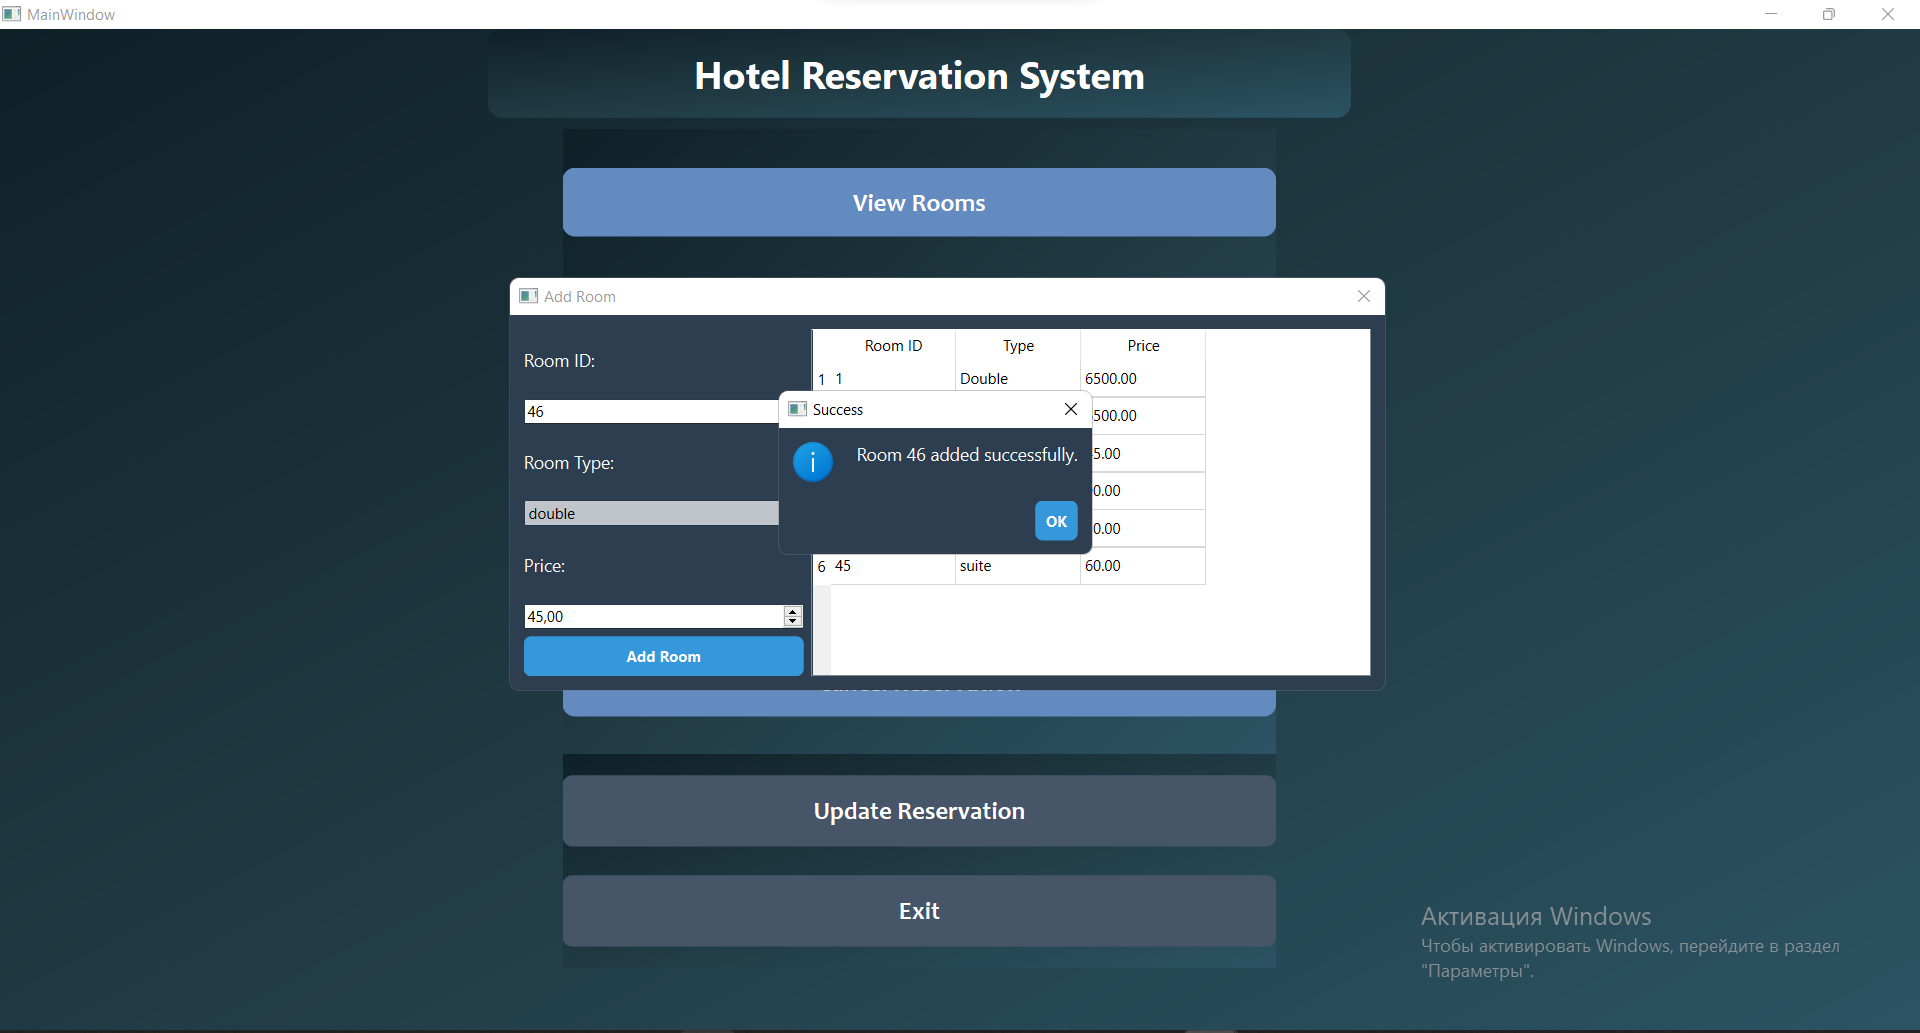 MainWindow
Hotel Reservation System
View Rooms
Add Room
Room ID:
46
Room Type:
double
Price:
45,00
Add Room
Room ID Type Price
1 1 Double 6500.00
500.00
5.00
0.00
0.00
6 45 suite 60.00
Success
Room 46 added successfully.
OK
Update Reservation
Exit
Активация Windows
Чтобы активировать Windows, перейдите в раздел
"Параметры".